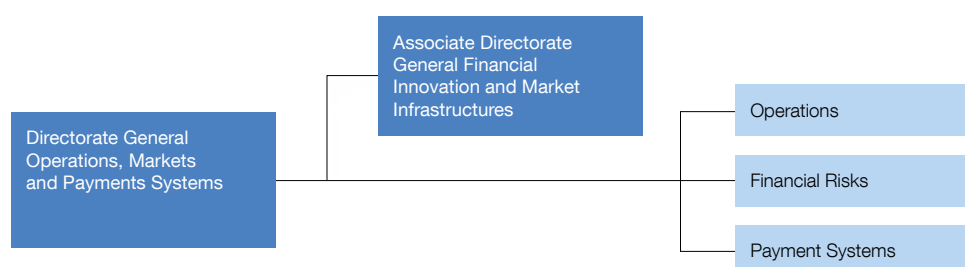 Associate Directorate
General Financial
Innovation and Market
Infrastructures
Directorate General
Operations, Markets
and Payments Systems
Operations
Financial Risks
Payment Systems